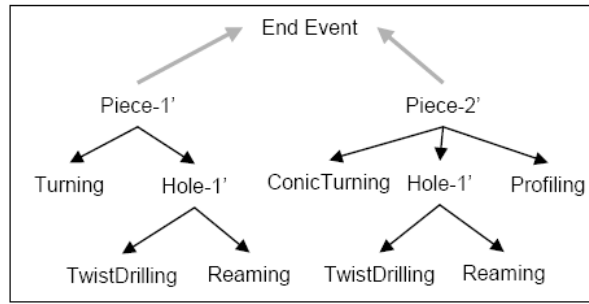 End Event
Piece-1’ Piece-2’
Turning Hole-1’ ConicTurning Hole-1’ Profiling
TwistDrilling Reaming TwistDrilling Reaming